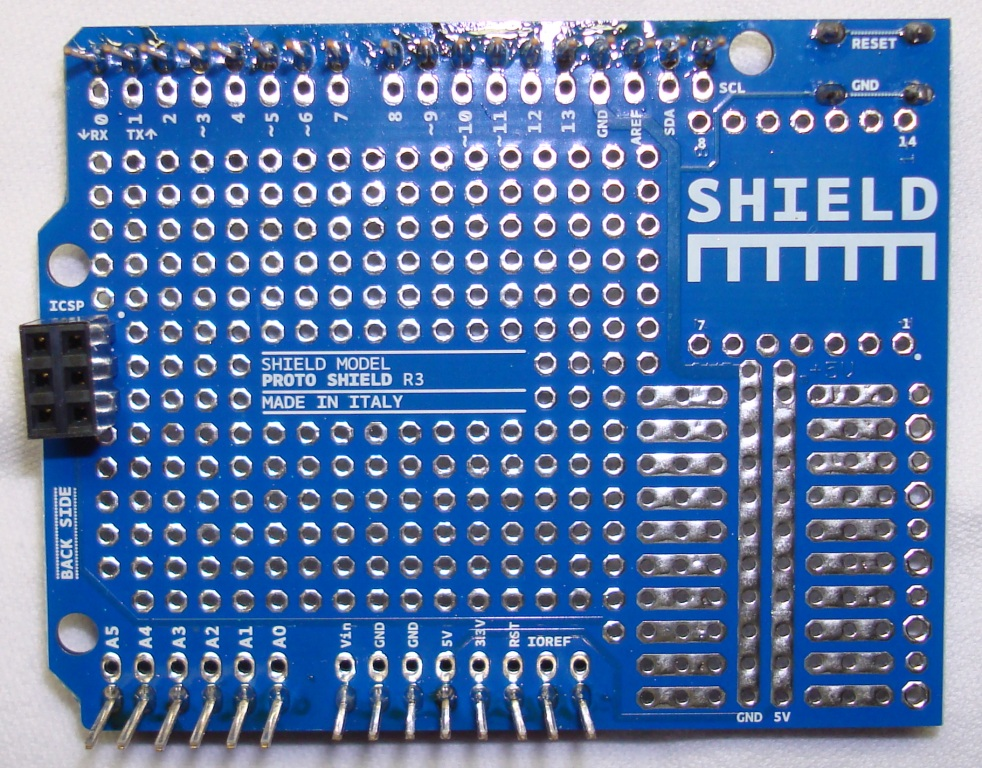 RESET
GND
SCL
0 1 2 ~3 4 ~5 ~6 7 8 ~9 ~10 ~11 12 13 GND AREF SDA
↓RX TX↑
8 14
SHIELD
ICSP
7 1
SHIELD MODEL
PROTO SHIELD R3
MADE IN ITALY
+5V
BACK SIDE
A5 A4 A3 A2 A1 A0 Vin GND GND 5V 3V3 RST IOREF
GND 5V